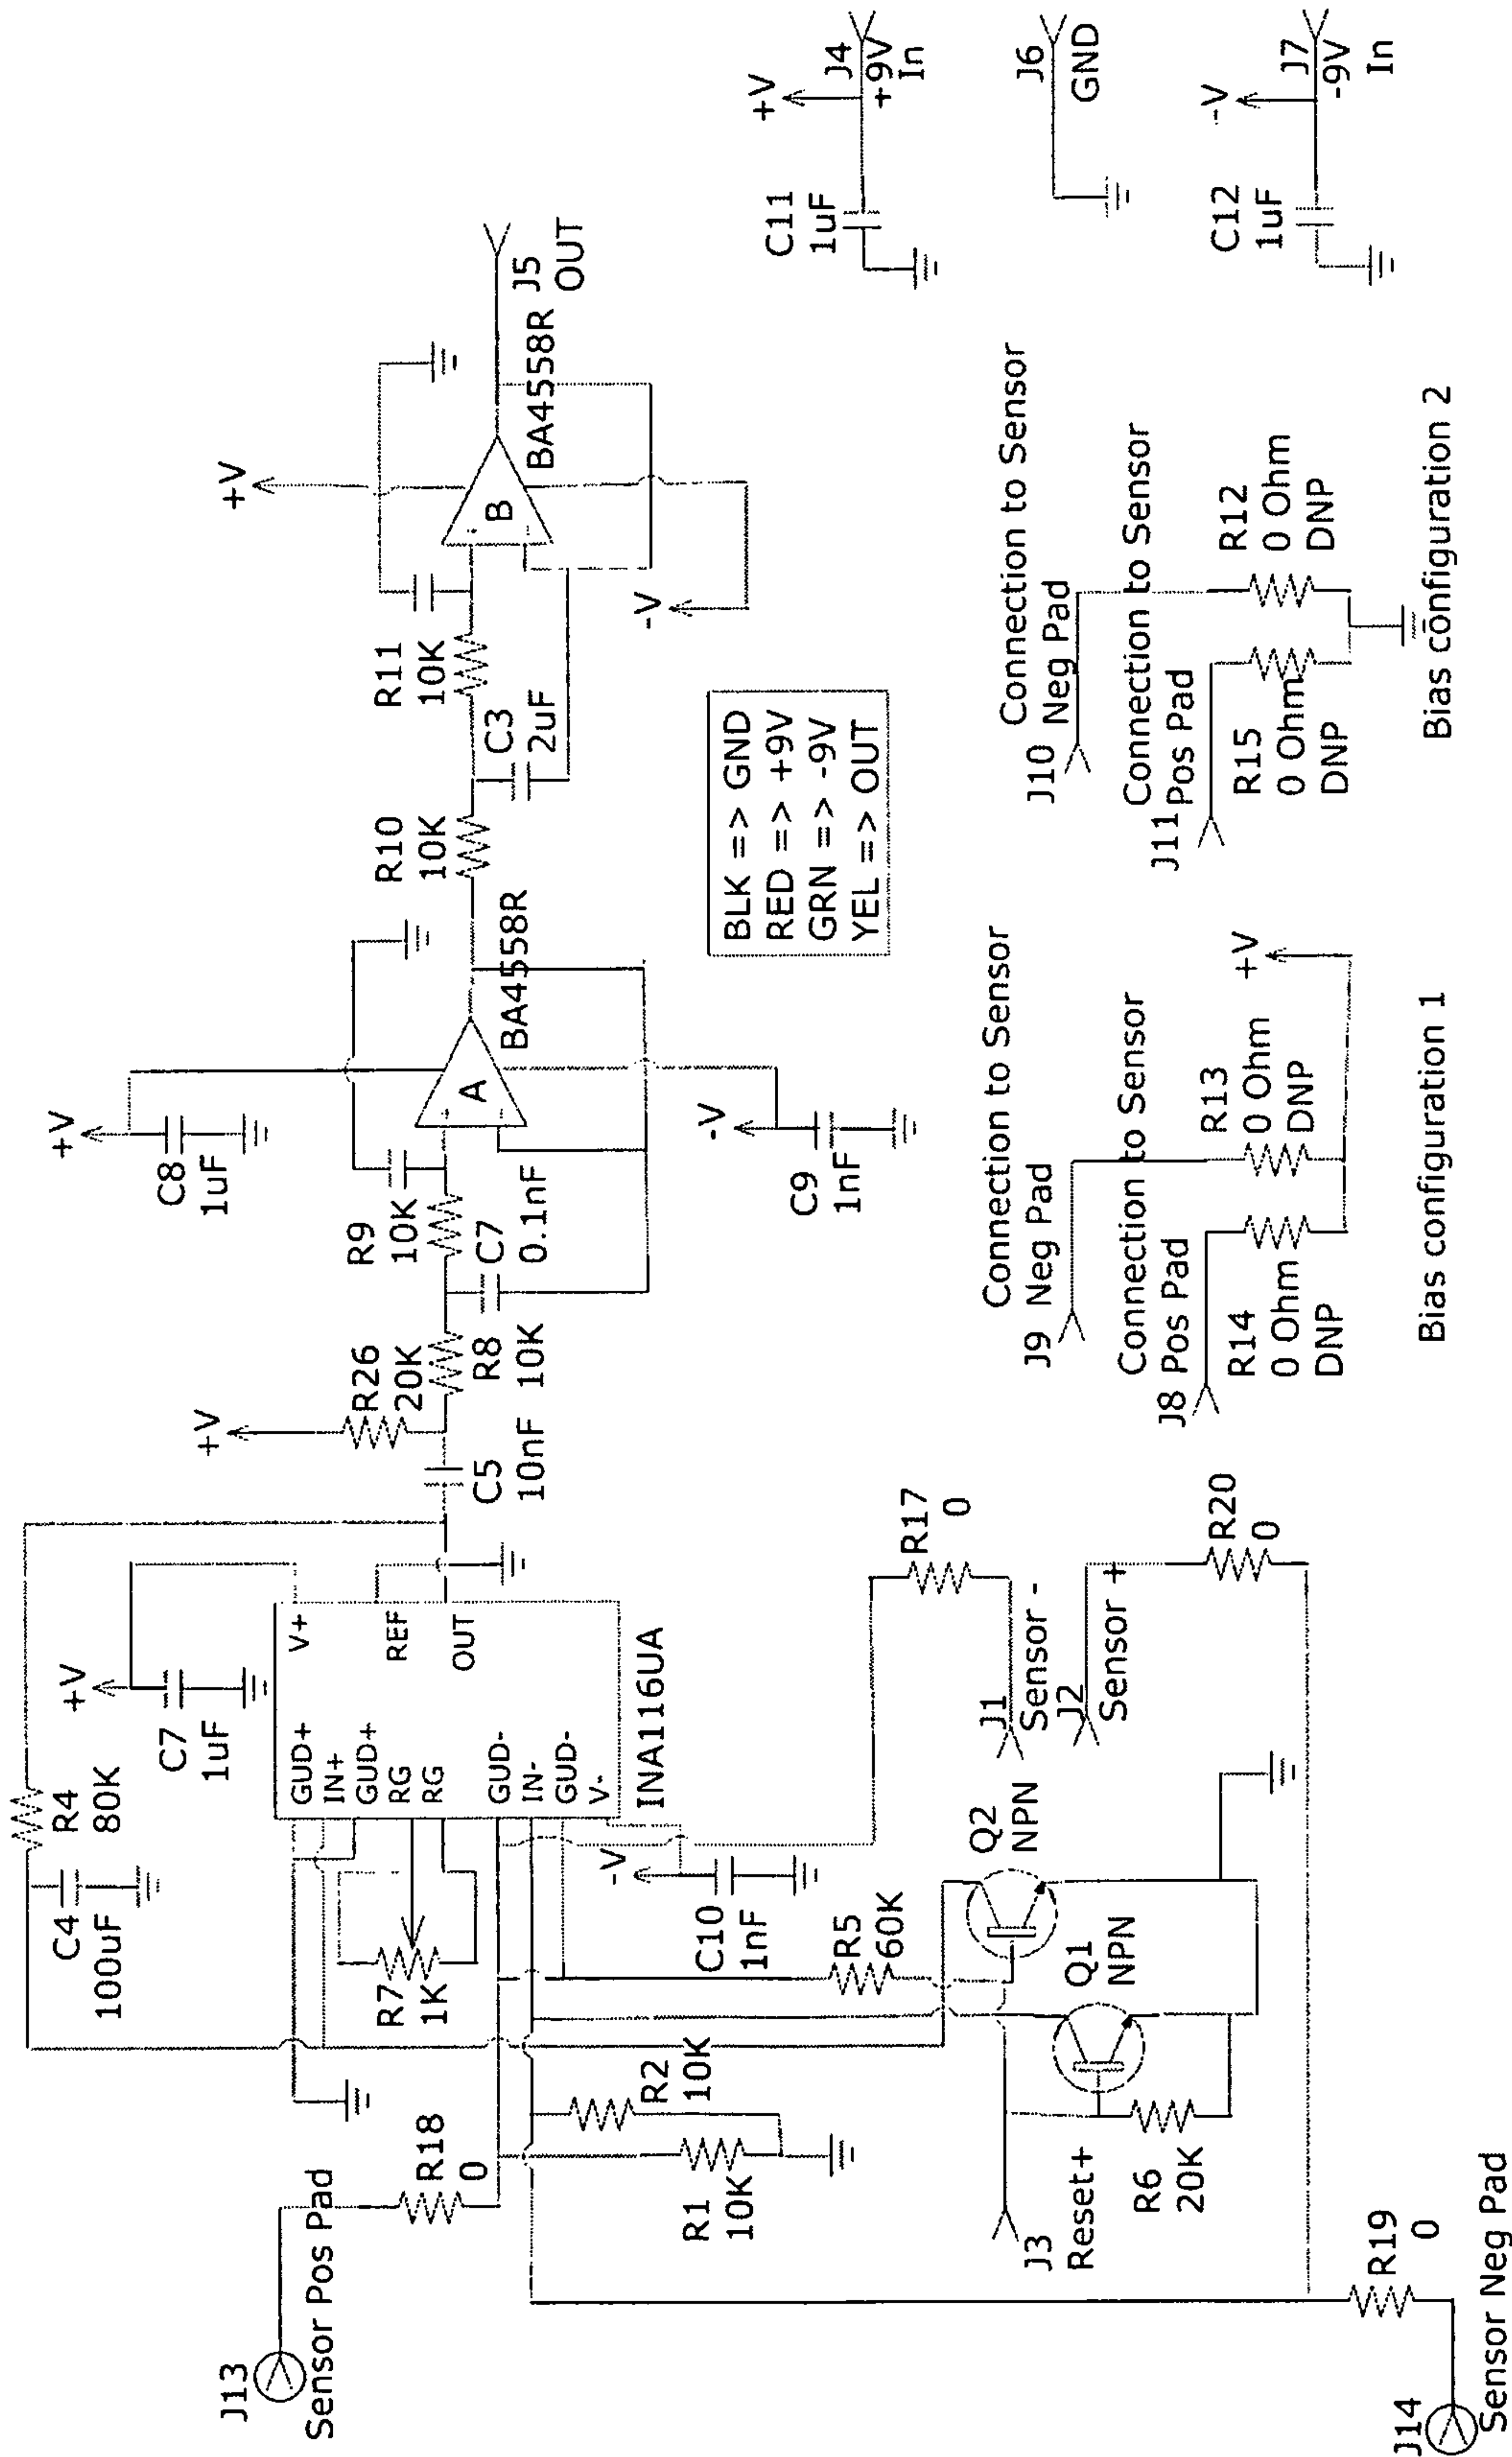 J13
Sensor Pos Pad
R18
0
C4
100uF
R4
80K
+V
C7
1uF
GUD+
IN+
GUD+
RG
RG
GUD-
IN-
GUD-
V-
V+
REF
OUT
INA116UA
R7
1K
-V
C10
1nF
R1
10K
R2
10K
R5
60K
Q2
NPN
Q1
NPN
J3
Reset+
R6
20K
R19
0
J14
Sensor Neg Pad
J1
Sensor -
J2
Sensor +
R17
0
R20
0
C5
10nF
+V
R26
20K
R8
10K
C7
0.1nF
R9
10K
+V
C8
1uF
A
BA4558R
-V
C9
1nF
R10
10K
C3
2uF
R11
10K
+V
B
BA4558R
-V
J5
OUT
BLK => GND
RED => +9V
GRN => -9V
YEL => OUT
Connection to Sensor
J9 Neg Pad
Connection to Sensor
J8 Pos Pad
R14
0 Ohm
DNP
R13
0 Ohm
DNP
+V
Bias configuration 1
Connection to Sensor
J10 Neg Pad
Connection to Sensor
J11 Pos Pad
R15
0 Ohm
DNP
R12
0 Ohm
DNP
Bias configuration 2
C11
1uF
+V
J4
+9V
In
J6
GND
C12
1uF
-V
J7
-9V
In